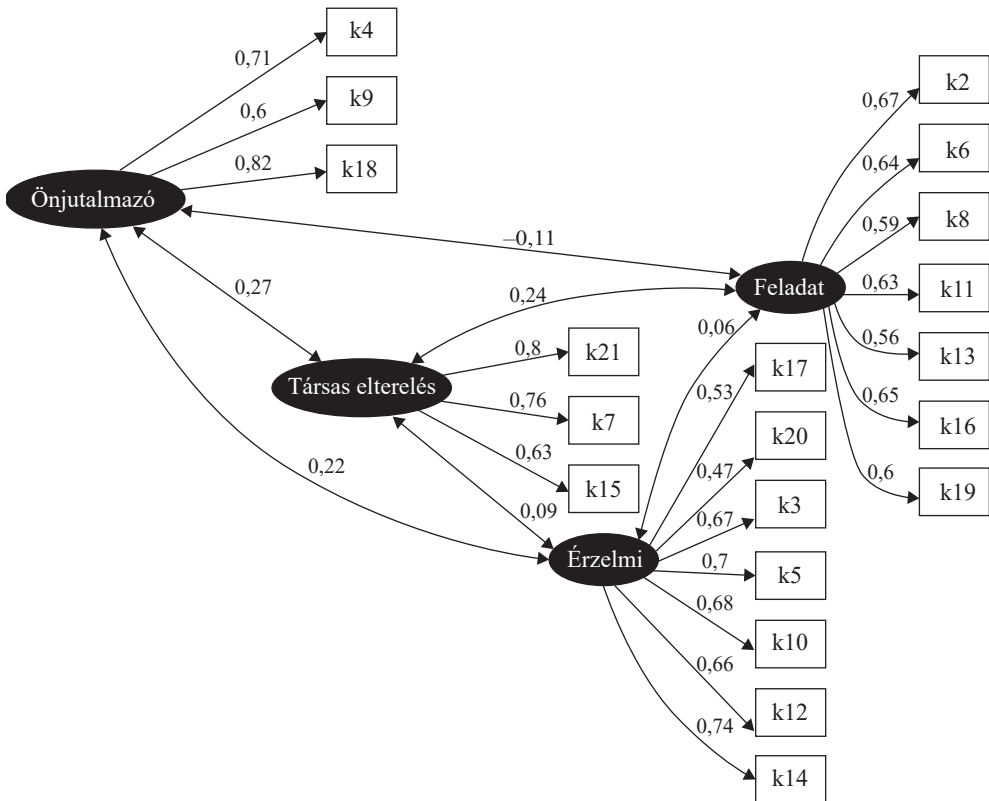 k4
0,71
k9
0,6
k18
0,82
Önjutalmazó
k2
0,67
k6
0,64
k8
0,59
k11
0,63
k13
0,56
k16
0,65
k19
0,6
Feladat
–0,11
0,27
0,24
0,06
k21
0,8
k7
0,76
k15
0,63
Társas elterelés
0,22
0,09
k17
0,53
k20
0,47
k3
0,67
k5
0,7
k10
0,68
k12
0,66
k14
0,74
Érzelmi